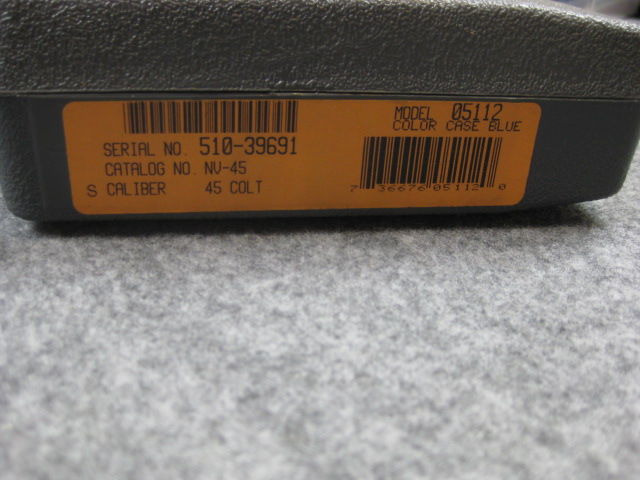 SERIAL NO. 510-39691
CATALOG NO. NV-45
S CALIBER 45 COLT
MODEL 05112
COLOR CASE BLUE
7 36676 05112 0